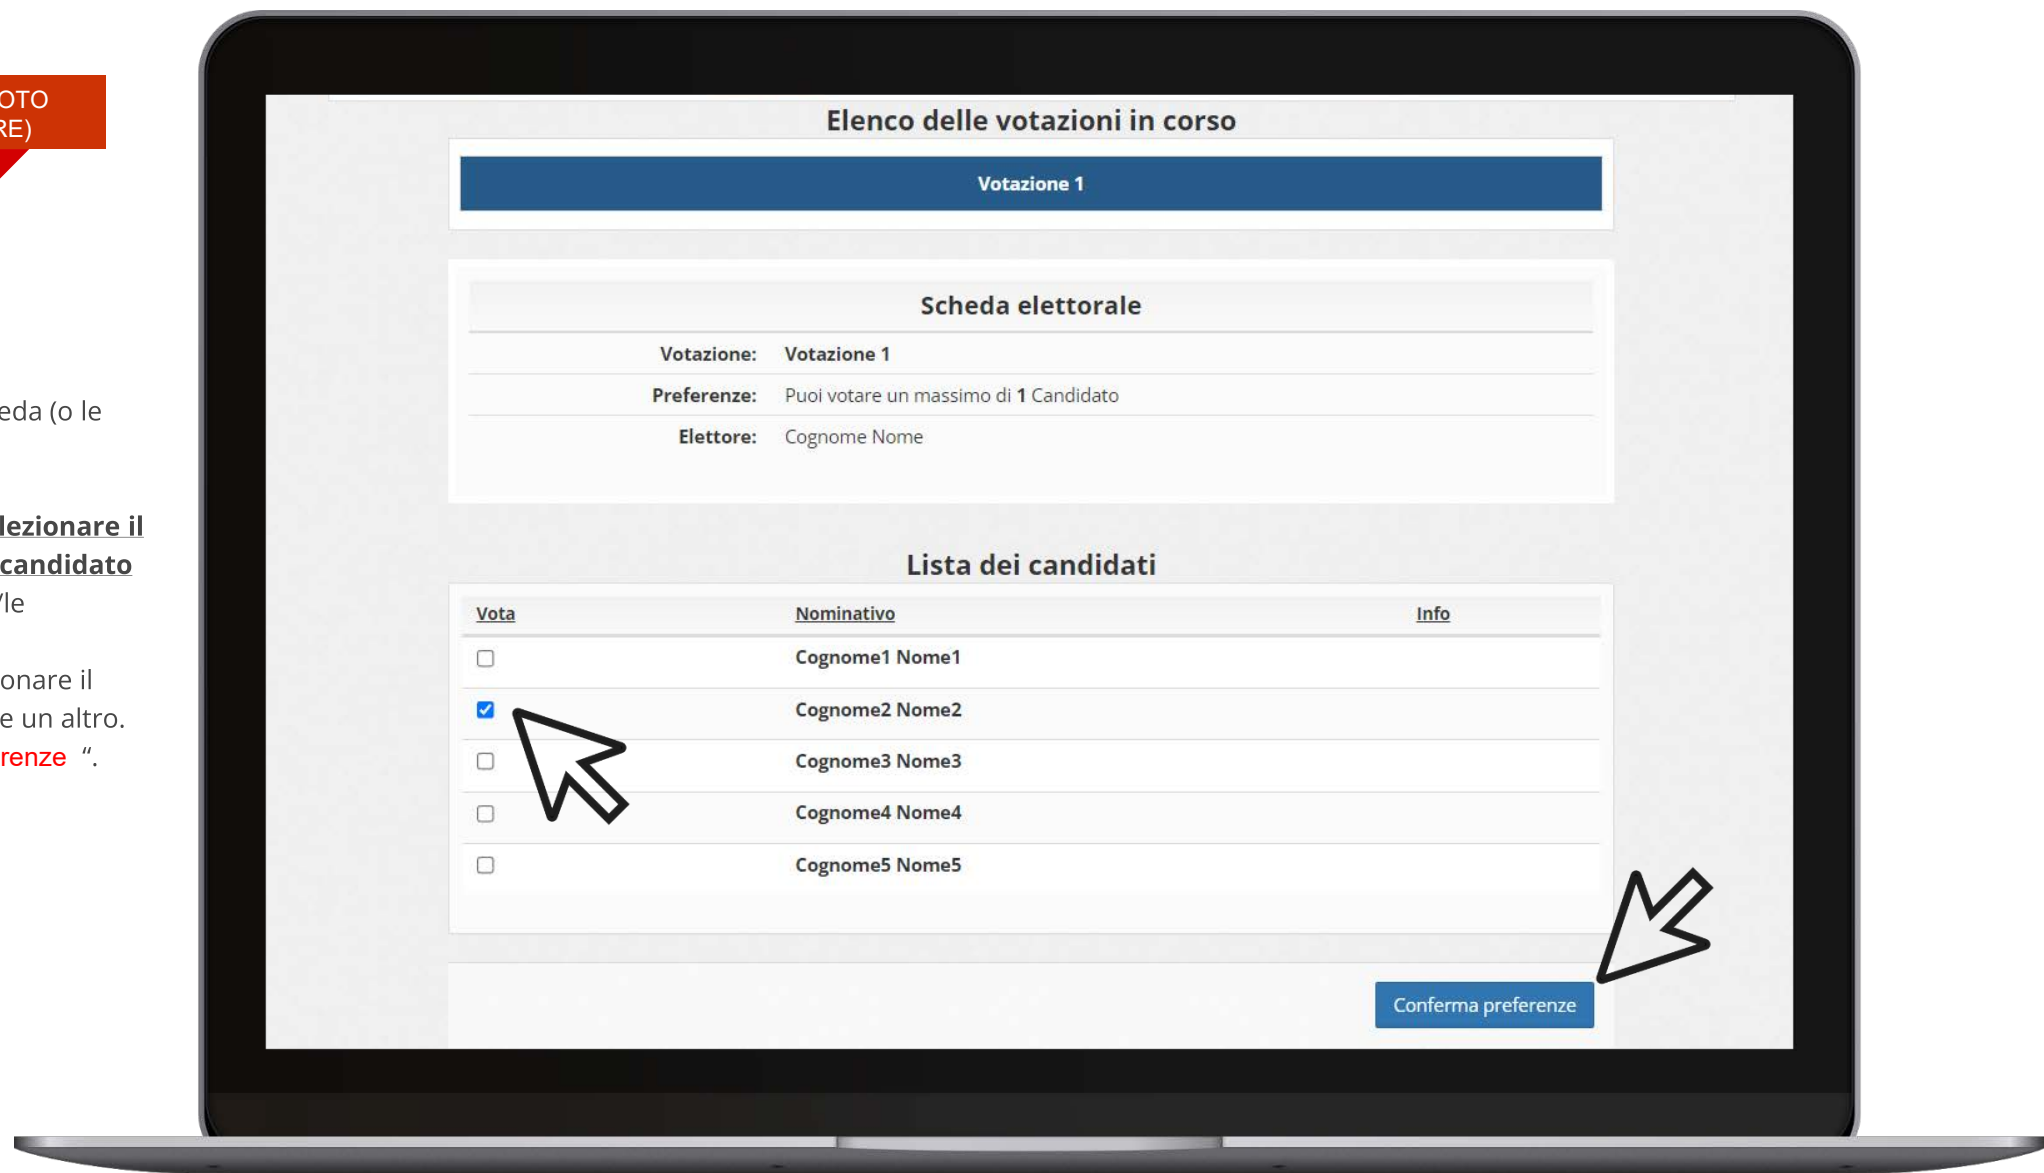 OTO
RE)
eda (o le
lezionare il
candidato
/le
onare il
e un altro.
renze “.
Elenco delle votazioni in corso
Votazione 1
Scheda elettorale
Votazione: Votazione 1
Preferenze: Puoi votare un massimo di 1 Candidato
Elettore: Cognome Nome
Lista dei candidati
Vota Nominativo Info
Cognome1 Nome1
Cognome2 Nome2
Cognome3 Nome3
Cognome4 Nome4
Cognome5 Nome5
Conferma preferenze